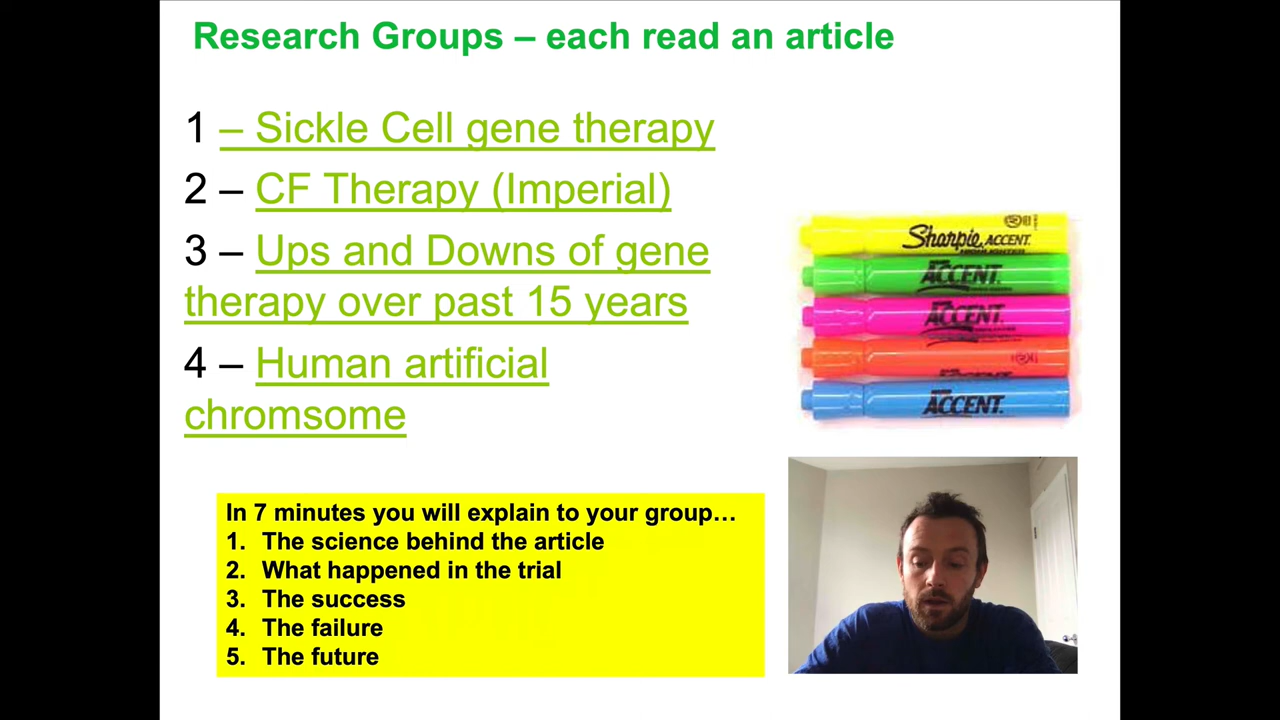 Research Groups – each read an article
1 – Sickle Cell gene therapy
2 – CF Therapy (Imperial)
3 – Ups and Downs of gene
therapy over past 15 years
4 – Human artificial
chromsome
Sharpie ACCENT
HIGHLIGHTER
ACCENT
ACCENT
ACCENT
In 7 minutes you will explain to your group…
1. The science behind the article
2. What happened in the trial
3. The success
4. The failure
5. The future